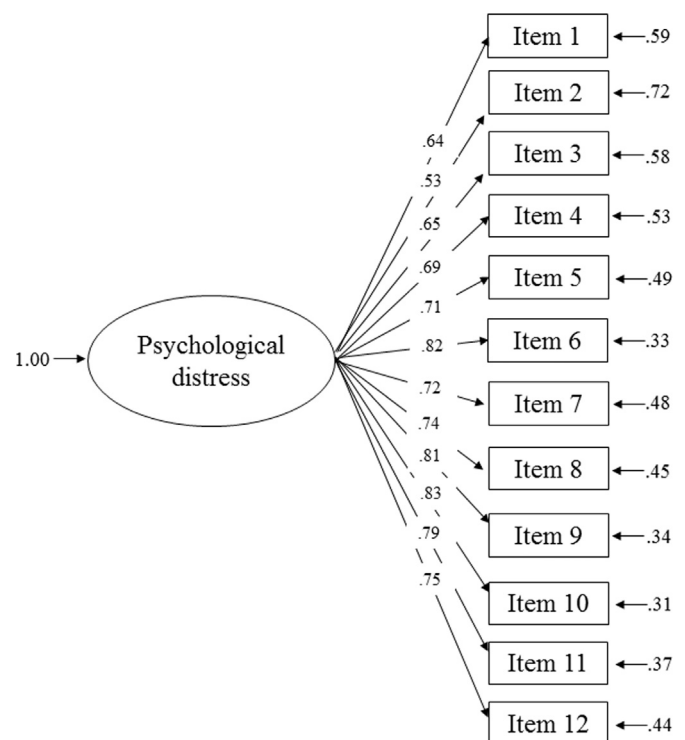 Item 1
.59
Item 2
.72
Item 3
.58
Item 4
.53
Item 5
.49
Item 6
.33
Item 7
.48
Item 8
.45
Item 9
.34
Item 10
.31
Item 11
.37
Item 12
.44
.64
.53
.65
.69
.71
.82
.72
.74
.81
.83
.79
.75
1.00
Psychological
distress